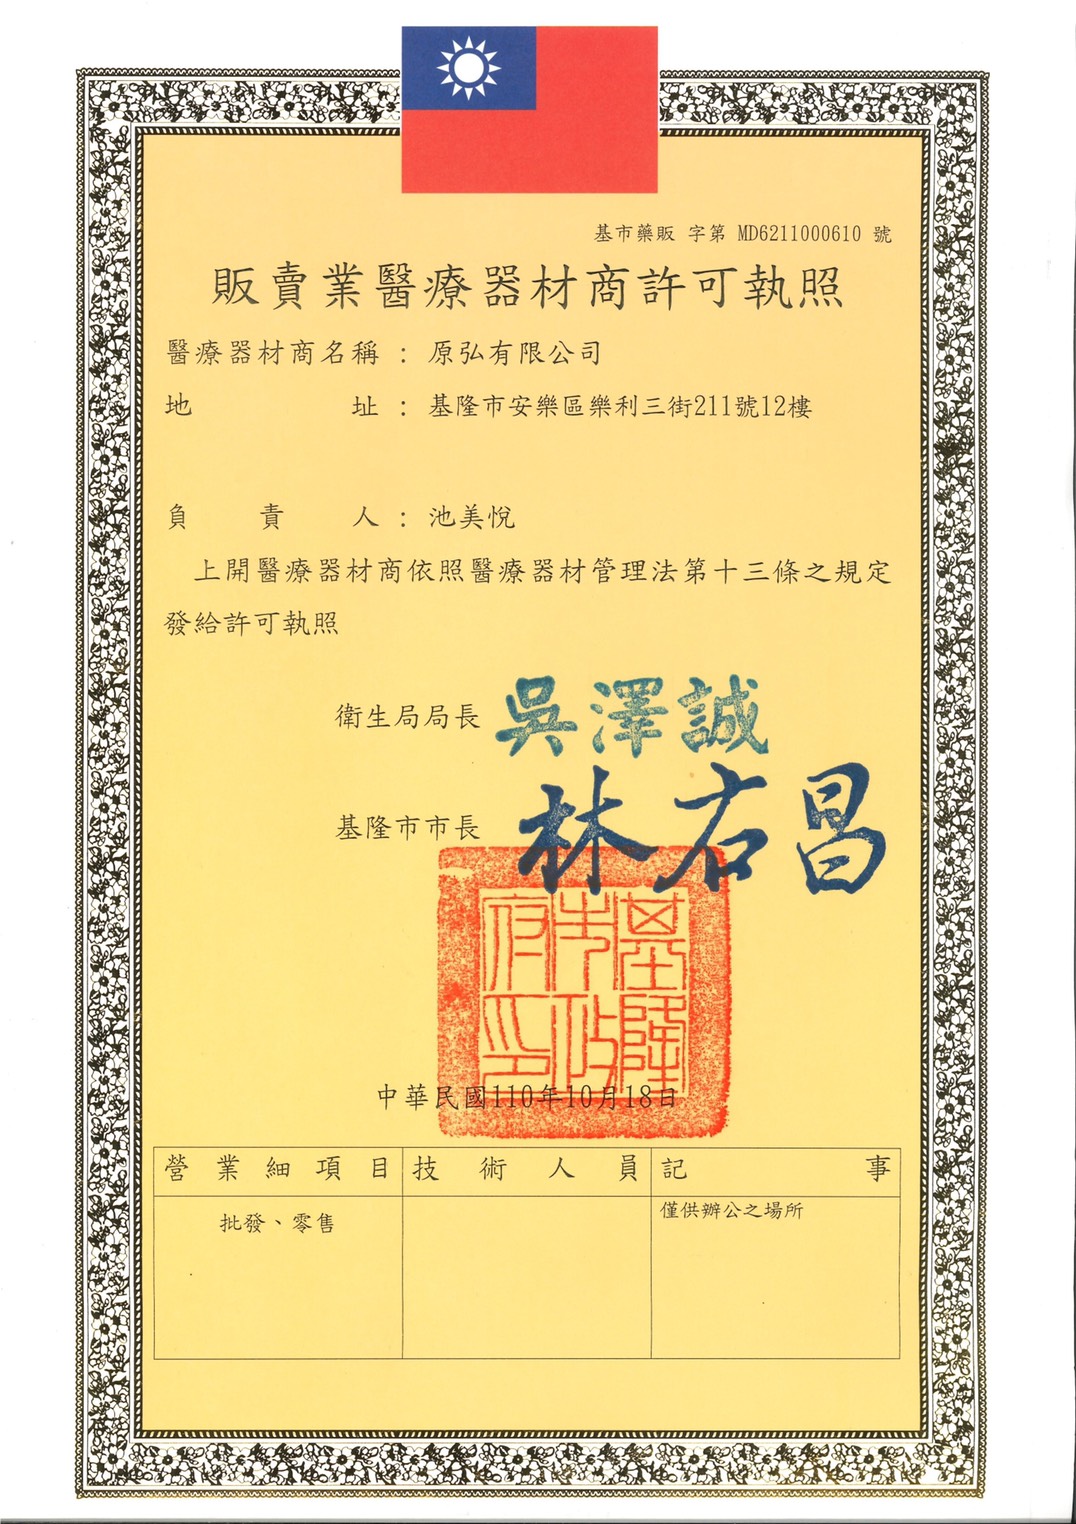 基市藥販 字第 MD6211000610 號
販賣業醫療器材商許可執照
醫療器材商名稱：原弘有限公司
地址：基隆市安樂區樂利三街211號12樓
負責人：池美悅
上開醫療器材商依照醫療器材管理法第十三條之規定
發給許可執照
衛生局局長 吳澤誠
基隆市市長 林右昌
基隆市政府印
中華民國110年10月18日
營業細項目 技術人員 記事
批發、零售 僅供辦公之場所